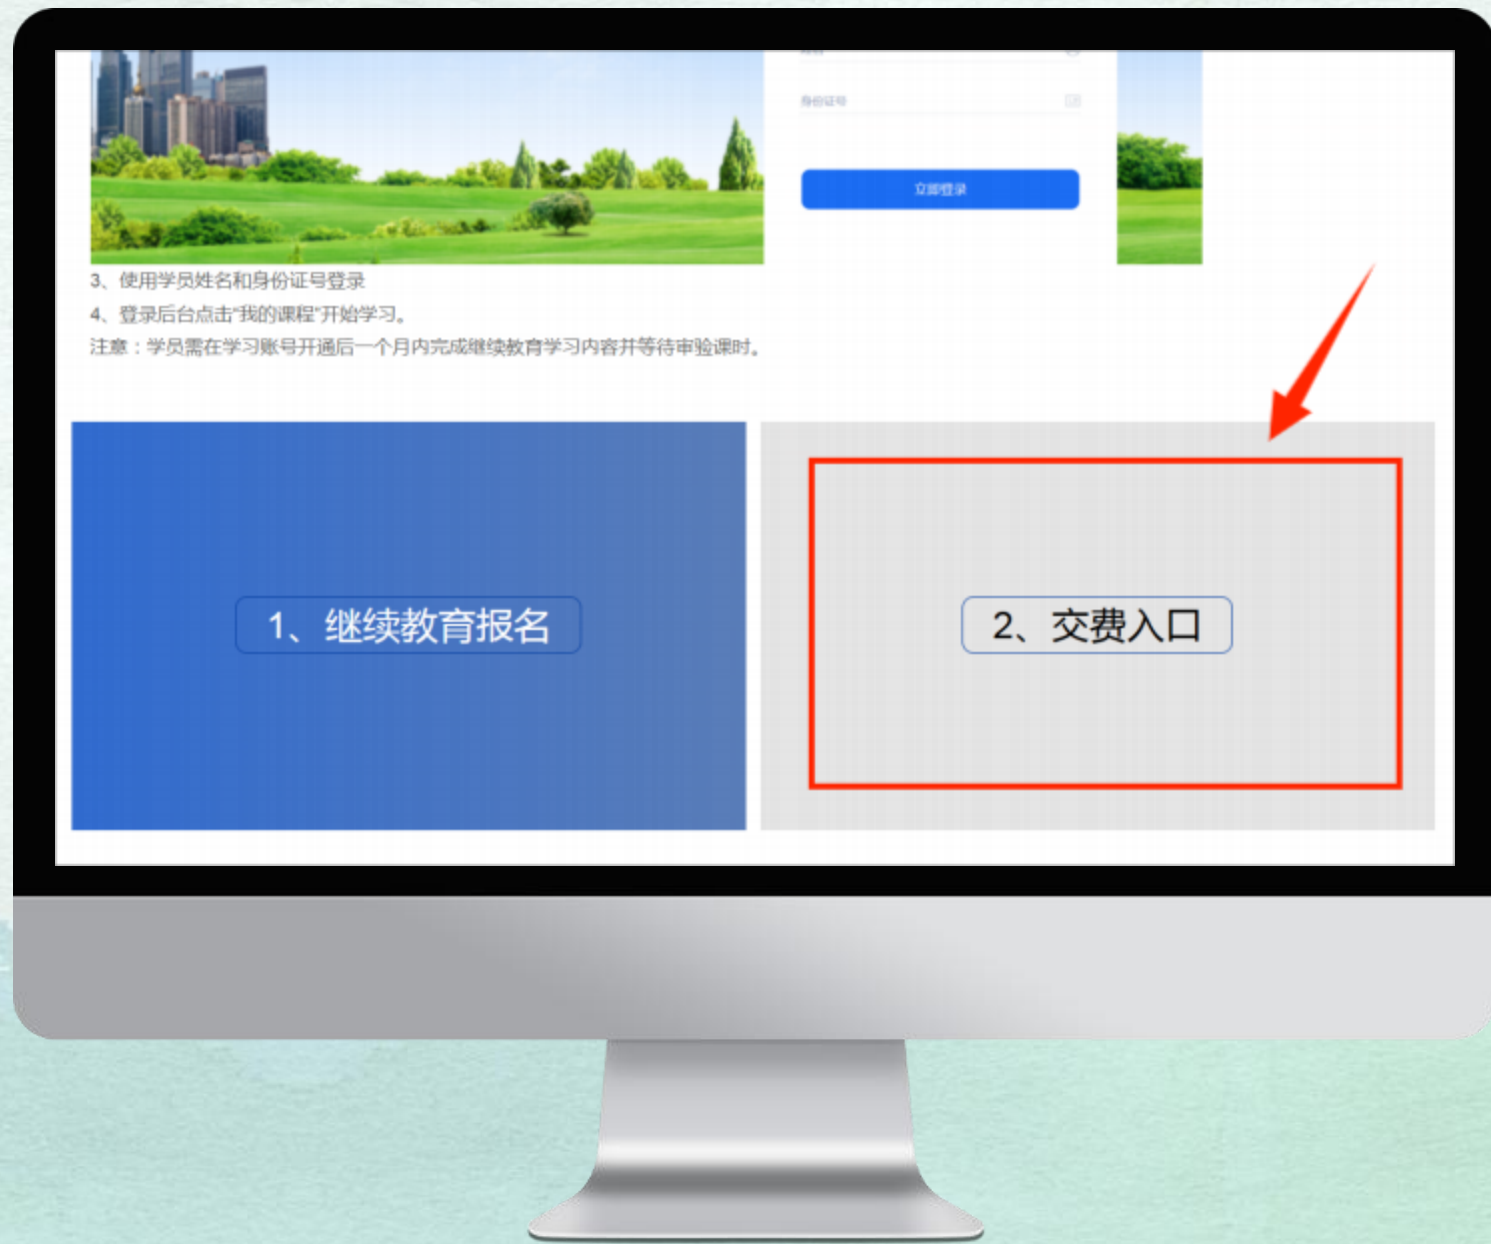 身份证号
立即登录
3、使用学员姓名和身份证号登录
4、登录后台点击“我的课程”开始学习。
注意：学员需在学习账号开通后一个月内完成继续教育学习内容并等待审验课时。
1、继续教育报名
2、交费入口